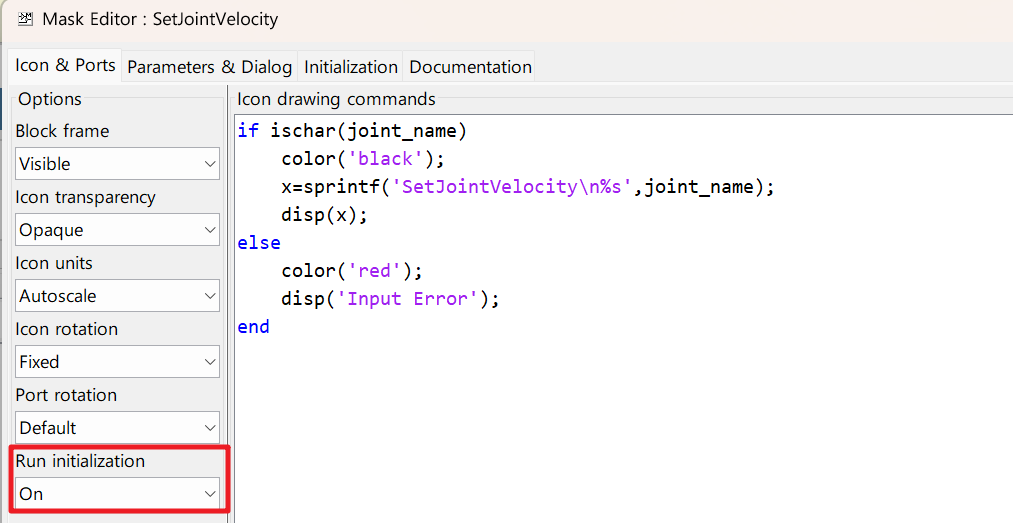 Mask Editor : SetJointVelocity
Icon & Ports Parameters & Dialog Initialization Documentation
Options
Block frame
Visible
Icon transparency
Opaque
Icon units
Autoscale
Icon rotation
Fixed
Port rotation
Default
Run initialization
On
Icon drawing commands
if ischar(joint_name)
    color('black');
    x=sprintf('SetJointVelocity\n%s',joint_name);
    disp(x);
else
    color('red');
    disp('Input Error');
end